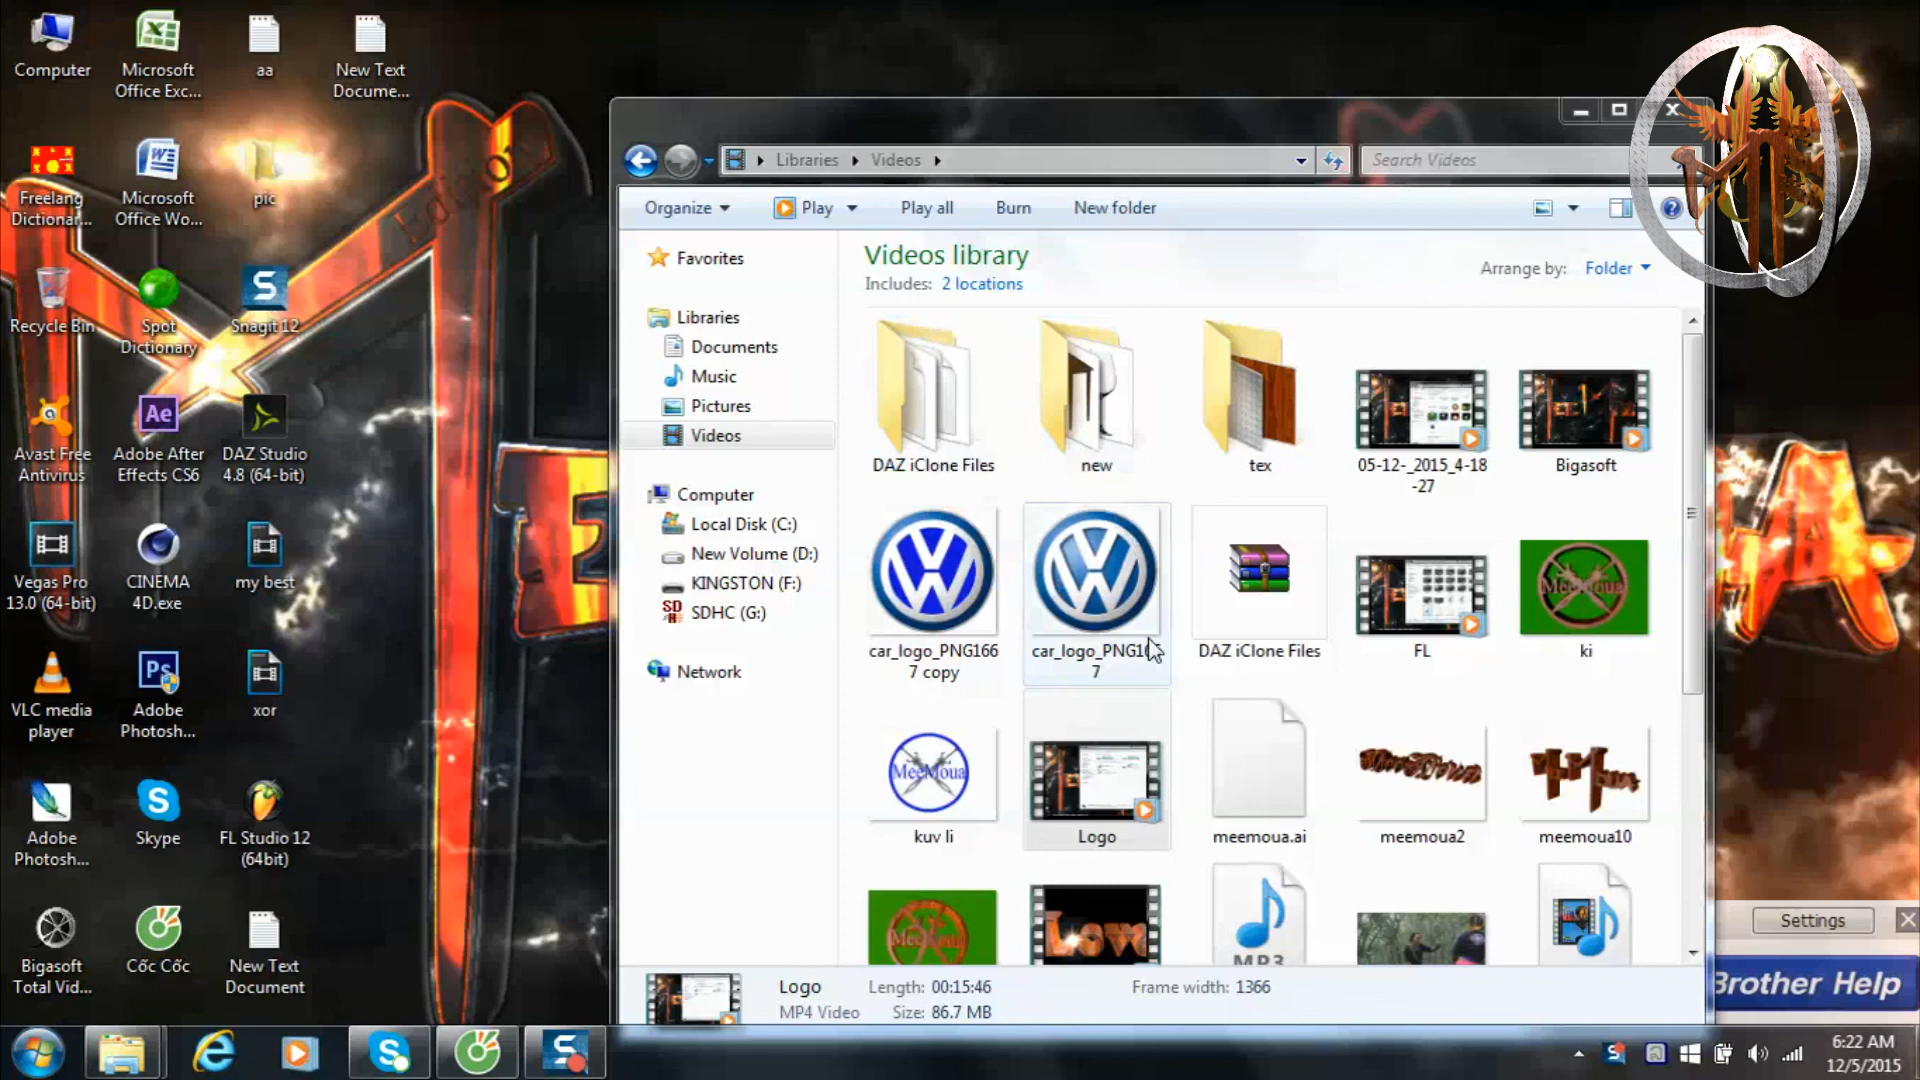 Computer
Microsoft
Office Exc...
aa
New Text
Docume...
Freelang
Dictionar...
Microsoft
Office Wo...
pic
Edition
Recycle Bin
Spot
Dictionary
Snagit 12
Avast Free
Antivirus
Adobe After
Effects CS6
DAZ Studio
4.8 (64-bit)
Vegas Pro
13.0 (64-bit)
CINEMA
4D.exe
my best
VLC media
player
Adobe
Photosh...
xor
Adobe
Photosh...
Skype
FL Studio 12
(64bit)
Bigasoft
Total Vid...
Cốc Cốc
New Text
Document
Libraries
Videos
Search Videos
Organize
Play
Play all
Burn
New folder
Favorites
Libraries
Documents
Music
Pictures
Videos
Computer
Local Disk (C:)
New Volume (D:)
KINGSTON (F:)
SDHC (G:)
Network
Videos library
Includes: 2 locations
Arrange by: Folder
DAZ iClone Files
new
tex
05-12-_2015_4-18
-27
Bigasoft
car_logo_PNG166
7 copy
car_logo_PNG16
7
DAZ iClone Files
FL
ki
MeeMoua
kuv li
Logo
meemoua.ai
meemoua2
meemoua10
Love
MP3
Logo
MP4 Video
Length: 00:15:46
Size: 86.7 MB
Frame width: 1366
Settings
Brother Help
6:22 AM
12/5/2015